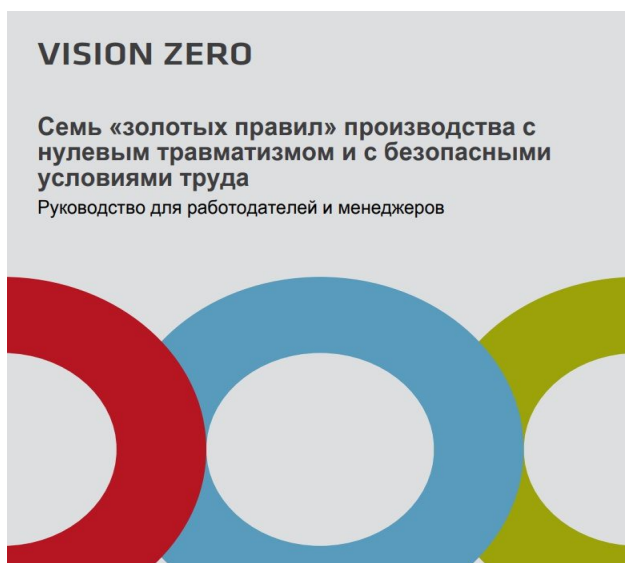 VISION ZERO
Семь «золотых правил» производства с
нулевым травматизмом и с безопасными
условиями труда
Руководство для работодателей и менеджеров